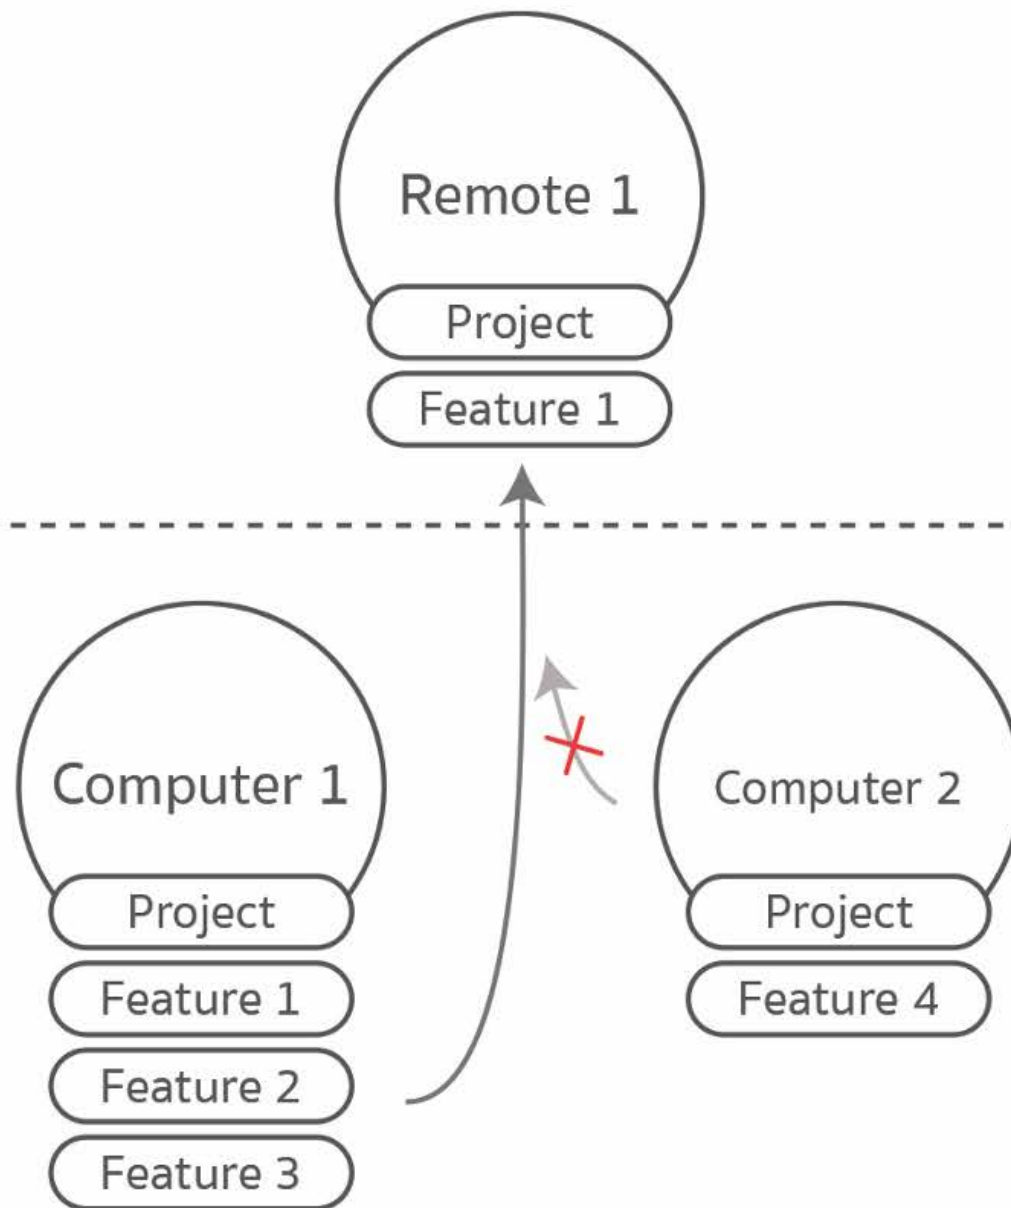 Remote 1
Project
Feature 1
Computer 1
Project
Feature 1
Feature 2
Feature 3
Computer 2
Project
Feature 4